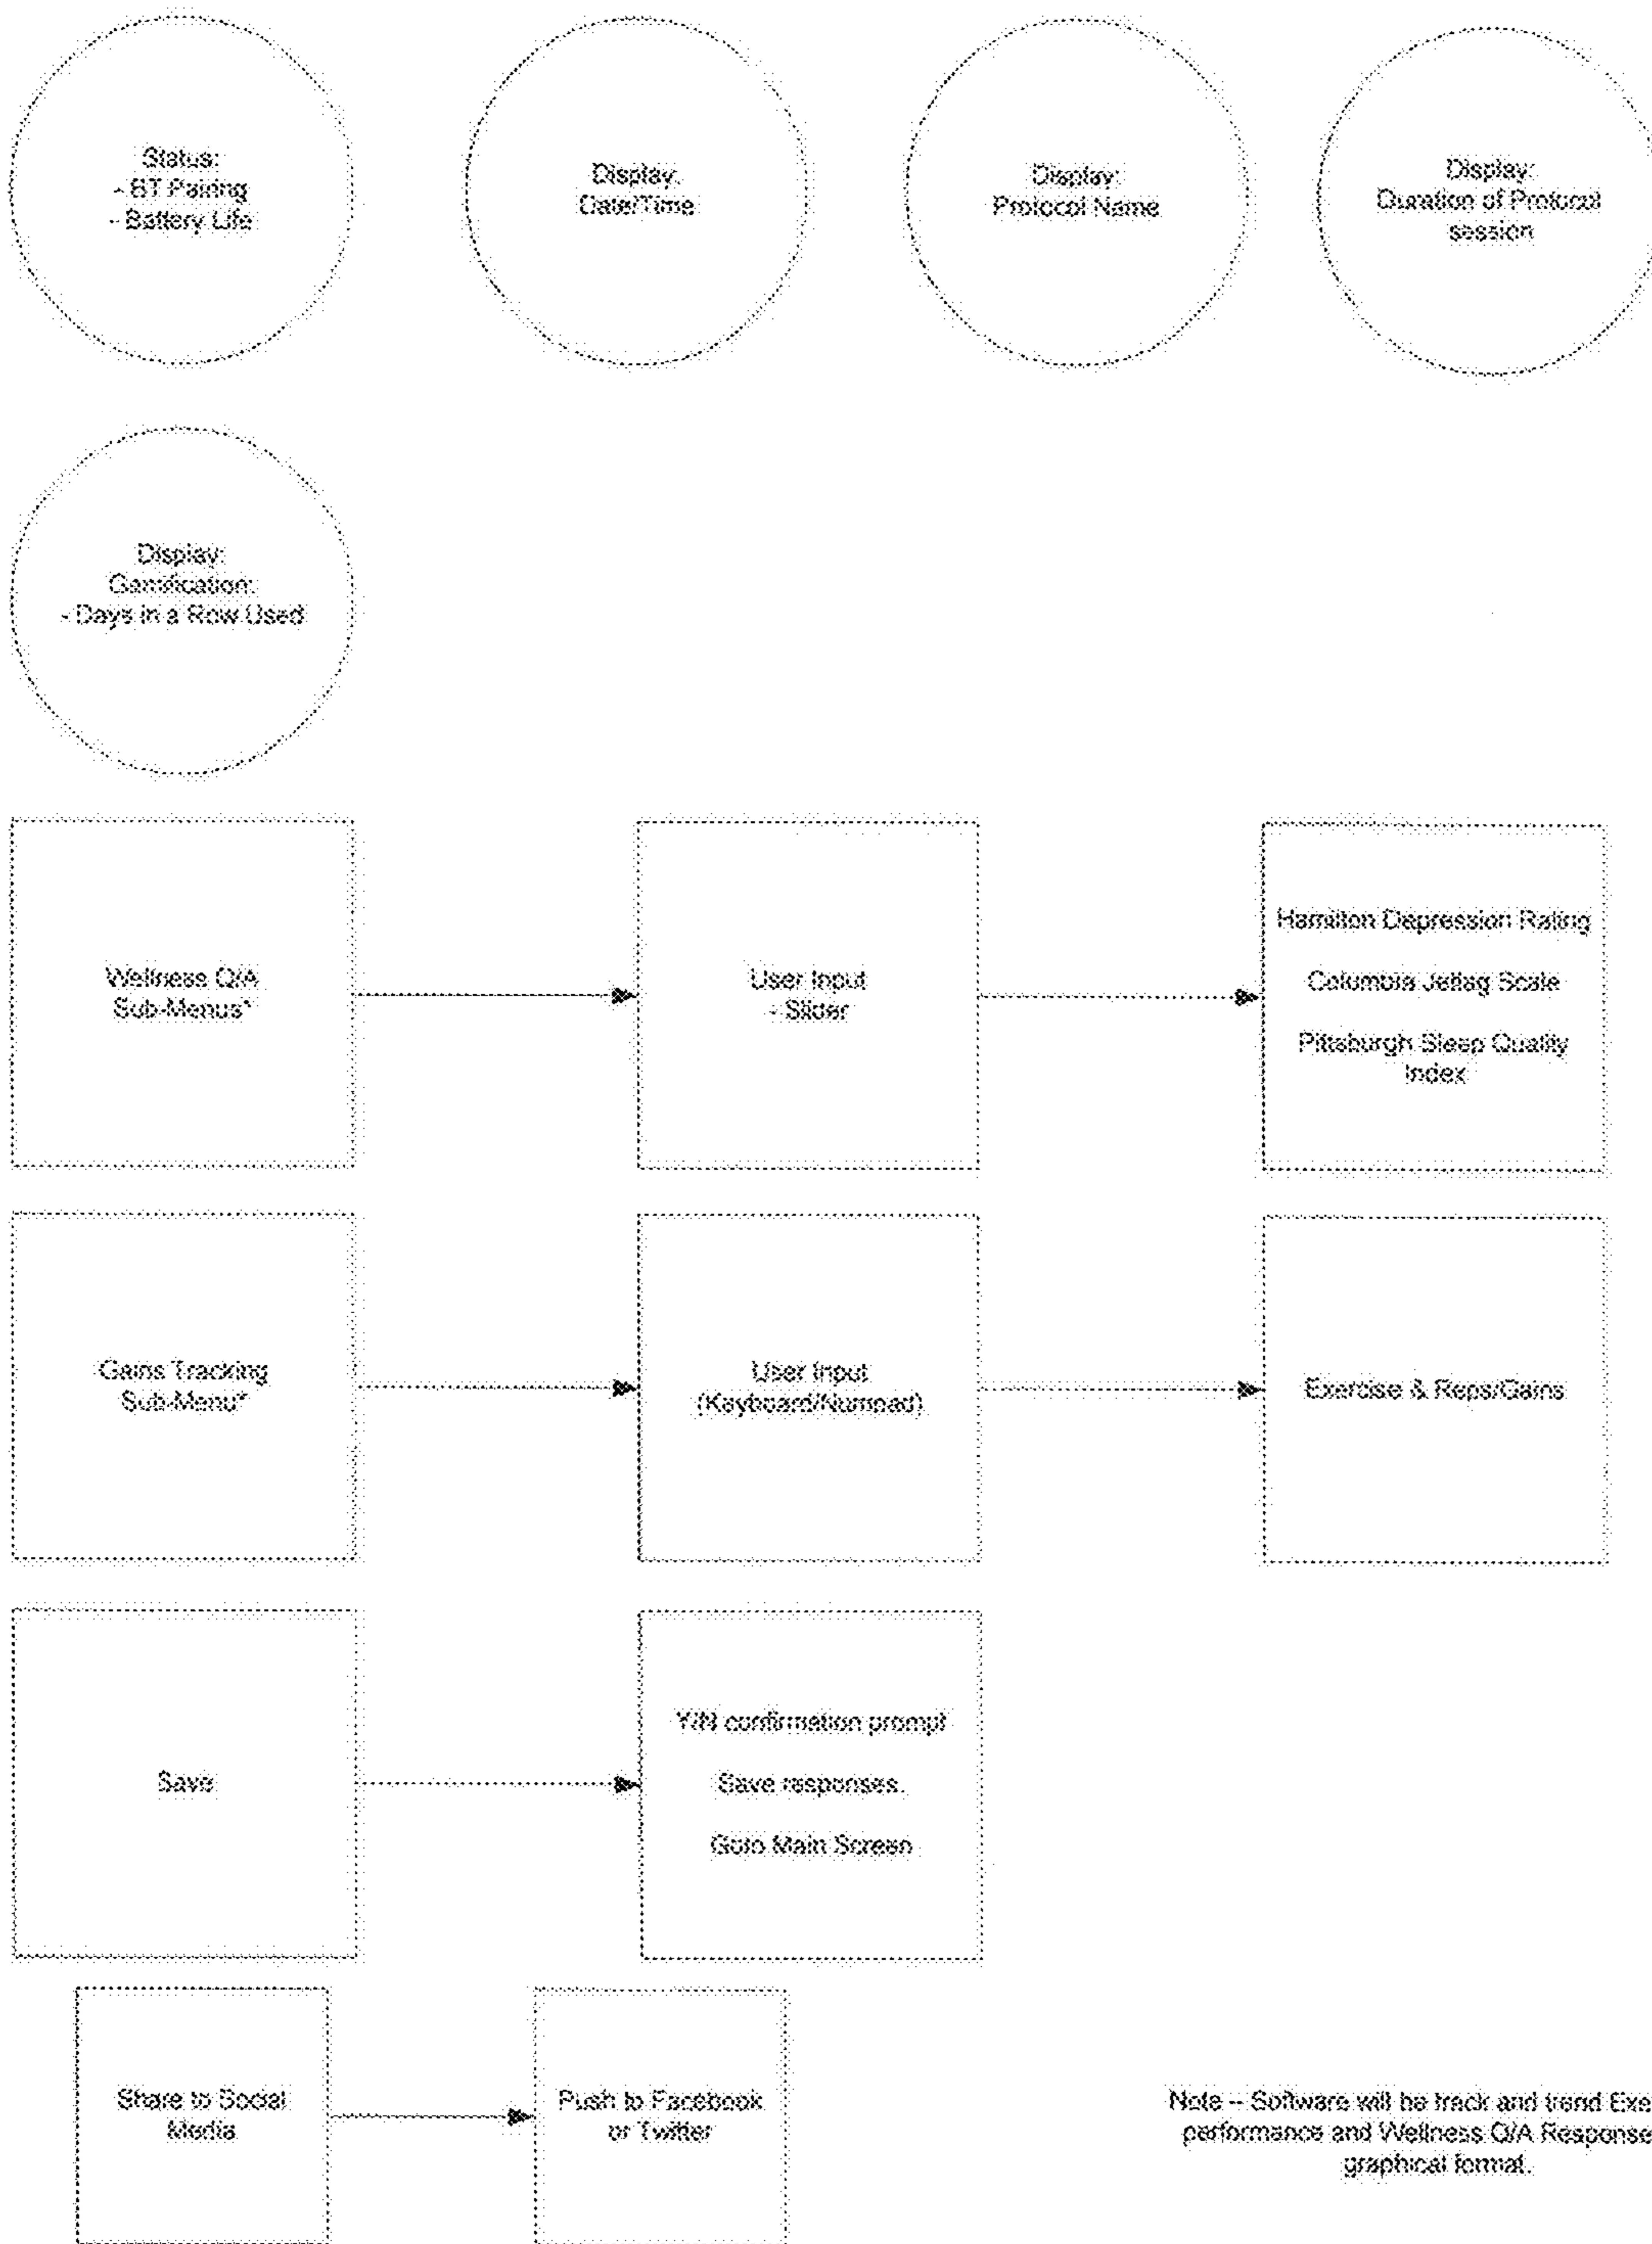 Status:
- BT Pairing
- Battery Life
Display:
Date/Time
Display:
Protocol Name
Display:
Duration of Protocol
session
Display:
Gamification:
- Days in a Row Used
Wellness Q/A
Sub-Menus*
User Input
- Slider
Hamilton Depression Rating
Columbia Jetlag Scale
Pittsburgh Sleep Quality
Index
Gains Tracking
Sub-Menu*
User Input
(Keyboard/Numpad)
Exercise & Reps/Gains
Save
Y/N confirmation prompt
Save responses.
Goto Main Screen
Share to Social
Media
Push to Facebook
or Twitter
Note -- Software will be track and trend Exe
performance and Wellness Q/A Response
graphical format.